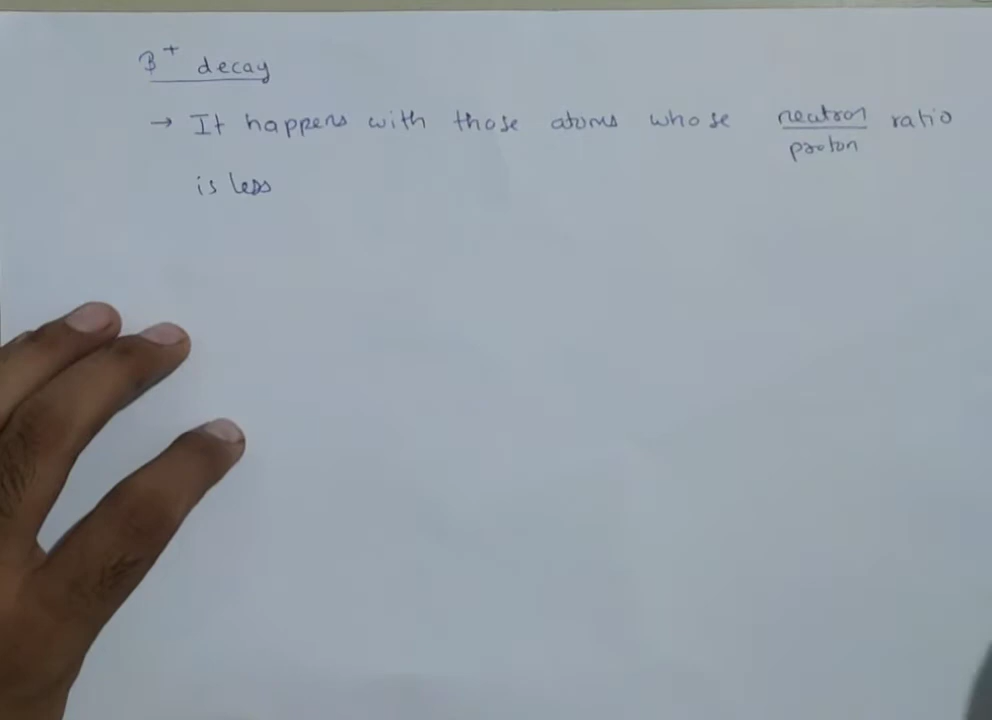 β⁺ decay
→ It happens with those atoms whose neutron/proton ratio
is less